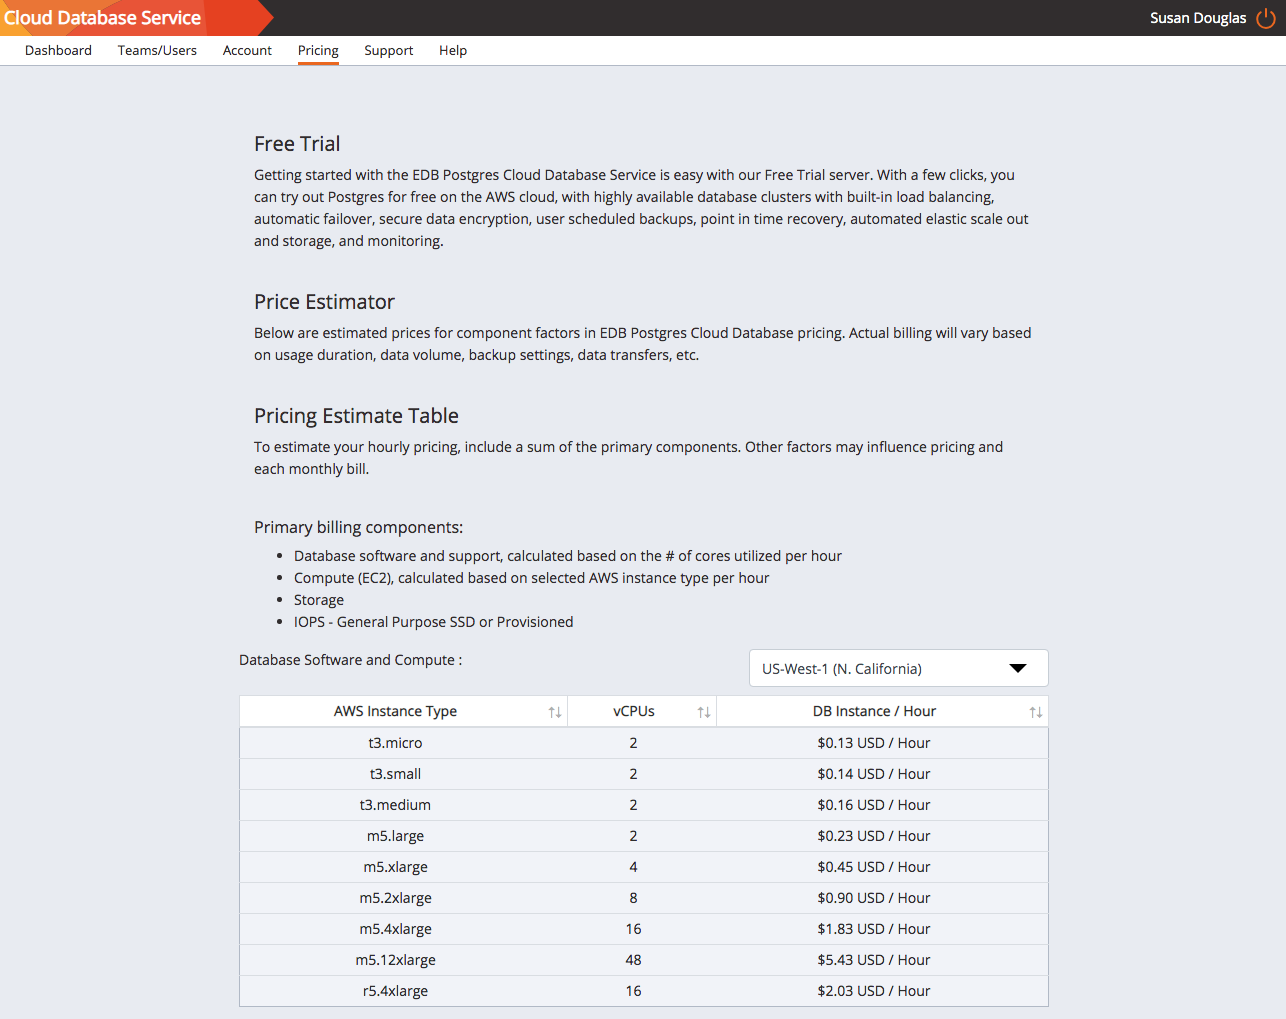 Cloud Database Service
Susan Douglas
Dashboard Teams/Users Account Pricing Support Help
Free Trial
Getting started with the EDB Postgres Cloud Database Service is easy with our Free Trial server. With a few clicks, you
can try out Postgres for free on the AWS cloud, with highly available database clusters with built-in load balancing,
automatic failover, secure data encryption, user scheduled backups, point in time recovery, automated elastic scale out
and storage, and monitoring.
Price Estimator
Below are estimated prices for component factors in EDB Postgres Cloud Database pricing. Actual billing will vary based
on usage duration, data volume, backup settings, data transfers, etc.
Pricing Estimate Table
To estimate your hourly pricing, include a sum of the primary components. Other factors may influence pricing and
each monthly bill.
Primary billing components:
• Database software and support, calculated based on the # of cores utilized per hour
• Compute (EC2), calculated based on selected AWS instance type per hour
• Storage
• IOPS - General Purpose SSD or Provisioned
Database Software and Compute :
US-West-1 (N. California)
AWS Instance Type vCPUs DB Instance / Hour
t3.micro 2 $0.13 USD / Hour
t3.small 2 $0.14 USD / Hour
t3.medium 2 $0.16 USD / Hour
m5.large 2 $0.23 USD / Hour
m5.xlarge 4 $0.45 USD / Hour
m5.2xlarge 8 $0.90 USD / Hour
m5.4xlarge 16 $1.83 USD / Hour
m5.12xlarge 48 $5.43 USD / Hour
r5.4xlarge 16 $2.03 USD / Hour